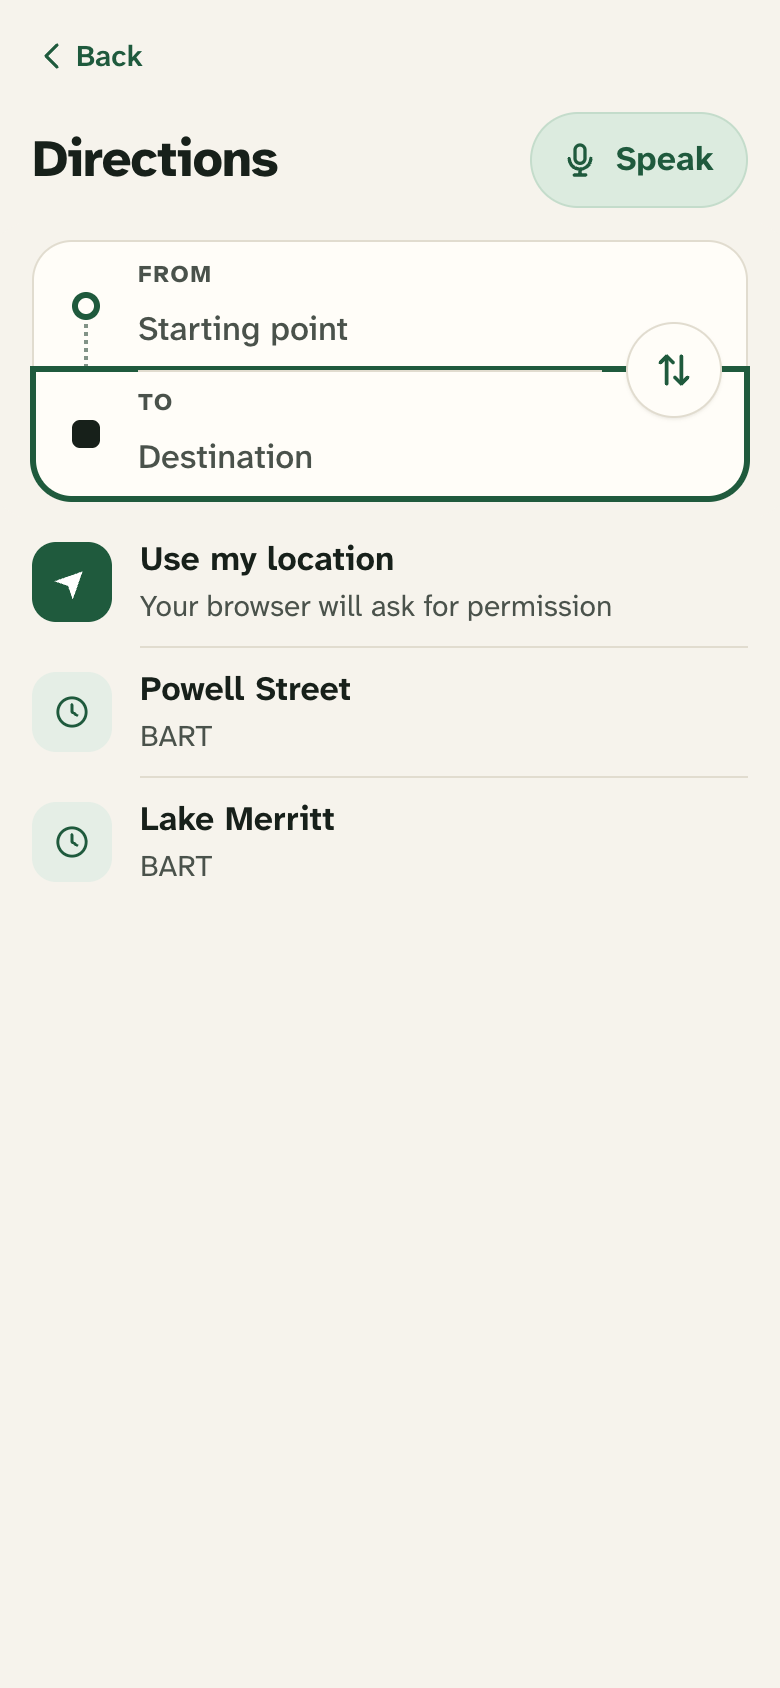 Back
Directions
Speak
FROM
Starting point
TO
Destination
Use my location
Your browser will ask for permission
Powell Street
BART
Lake Merritt
BART